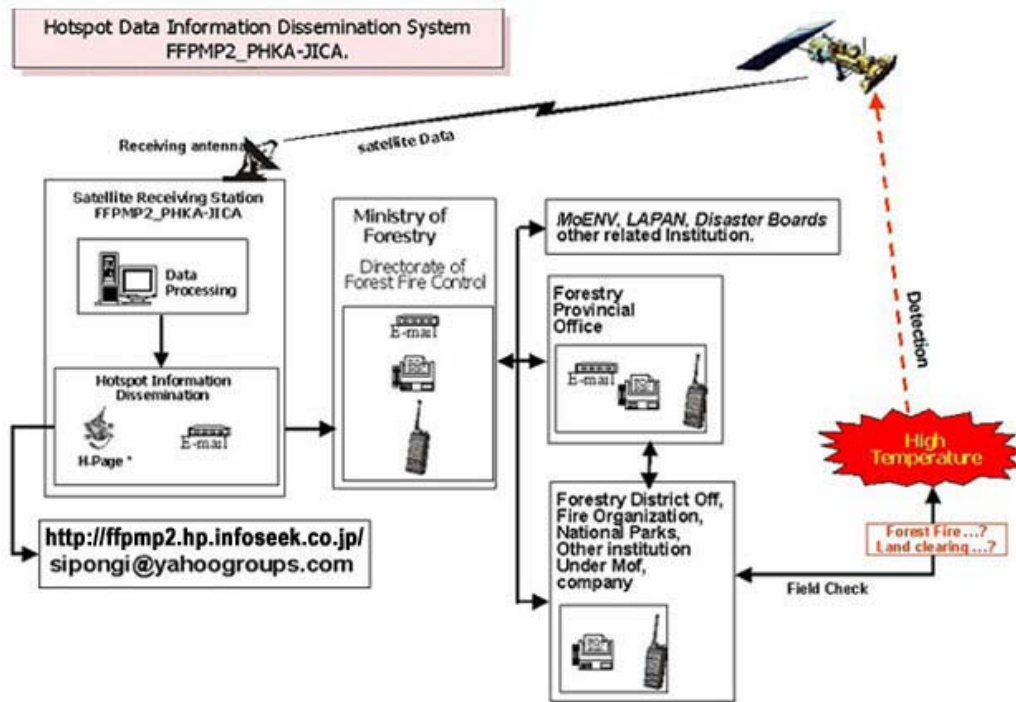 Hotspot Data Information Dissemination System
FFPMP2_PHKA-JICA.
Receiving antenna
satellite Data
Satellite Receiving Station
FFPMP2_PHKA-JICA
Data
Processing
Hotspot Information
Dissemination
H-Page *
E-mail
http://ffpmp2.hp.infoseek.co.jp/
sipongi@yahoogroups.com
Ministry of
Forestry
Directorate of
Forest Fire Control
E-mail
MoENV, LAPAN, Disaster Boards
other related Institution.
Forestry
Provincial
Office
E-mail
Forestry District Off,
Fire Organization,
National Parks,
Other institution
Under Mof,
company
Detection
High
Temperature
Forest Fire ...?
Land clearing ...?
Field Check